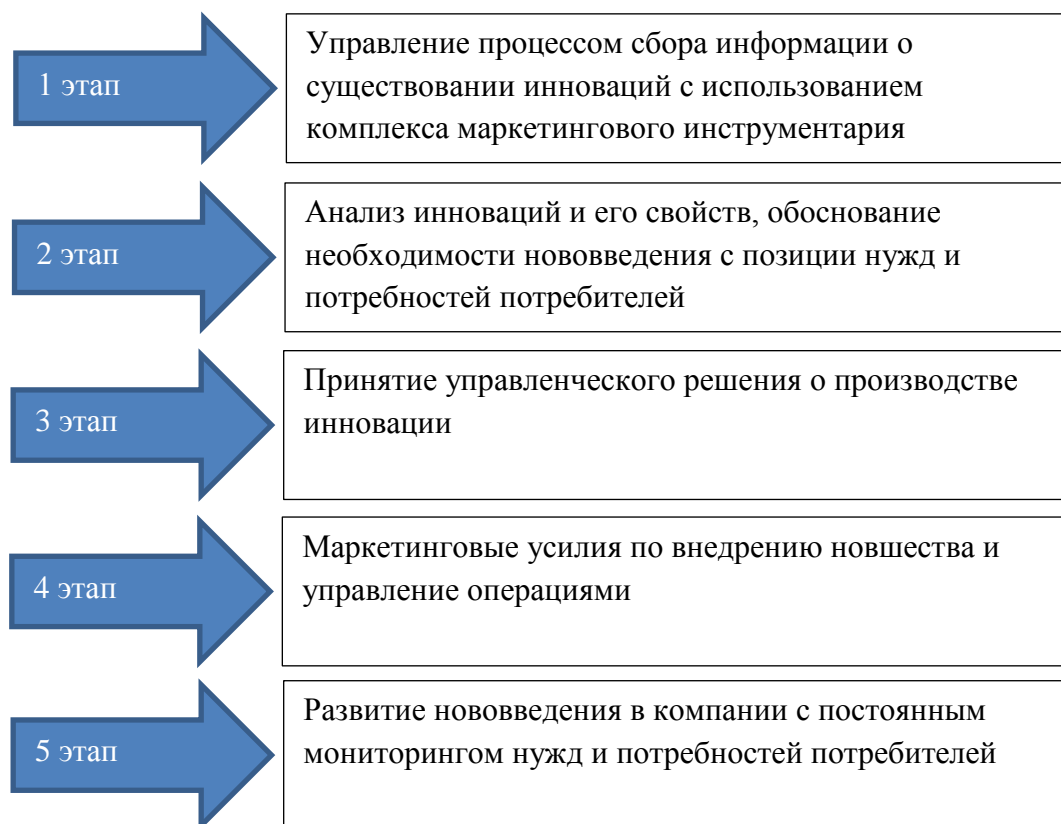 1 этап
Управление процессом сбора информации о
существовании инноваций с использованием
комплекса маркетингового инструментария
2 этап
Анализ инноваций и его свойств, обоснование
необходимости нововведения с позиции нужд и
потребностей потребителей
3 этап
Принятие управленческого решения о производстве
инновации
4 этап
Маркетинговые усилия по внедрению новшества и
управление операциями
5 этап
Развитие нововведения в компании с постоянным
мониторингом нужд и потребностей потребителей